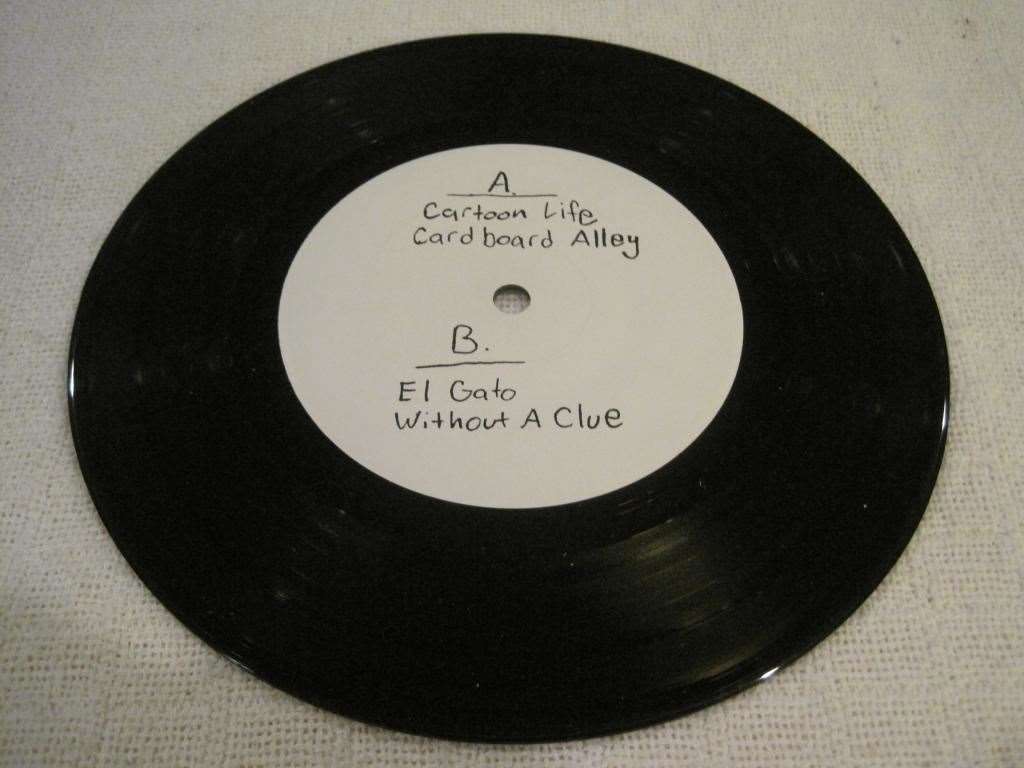 A.
Cartoon Life
Cardboard Alley
B.
El Gato
Without A Clue